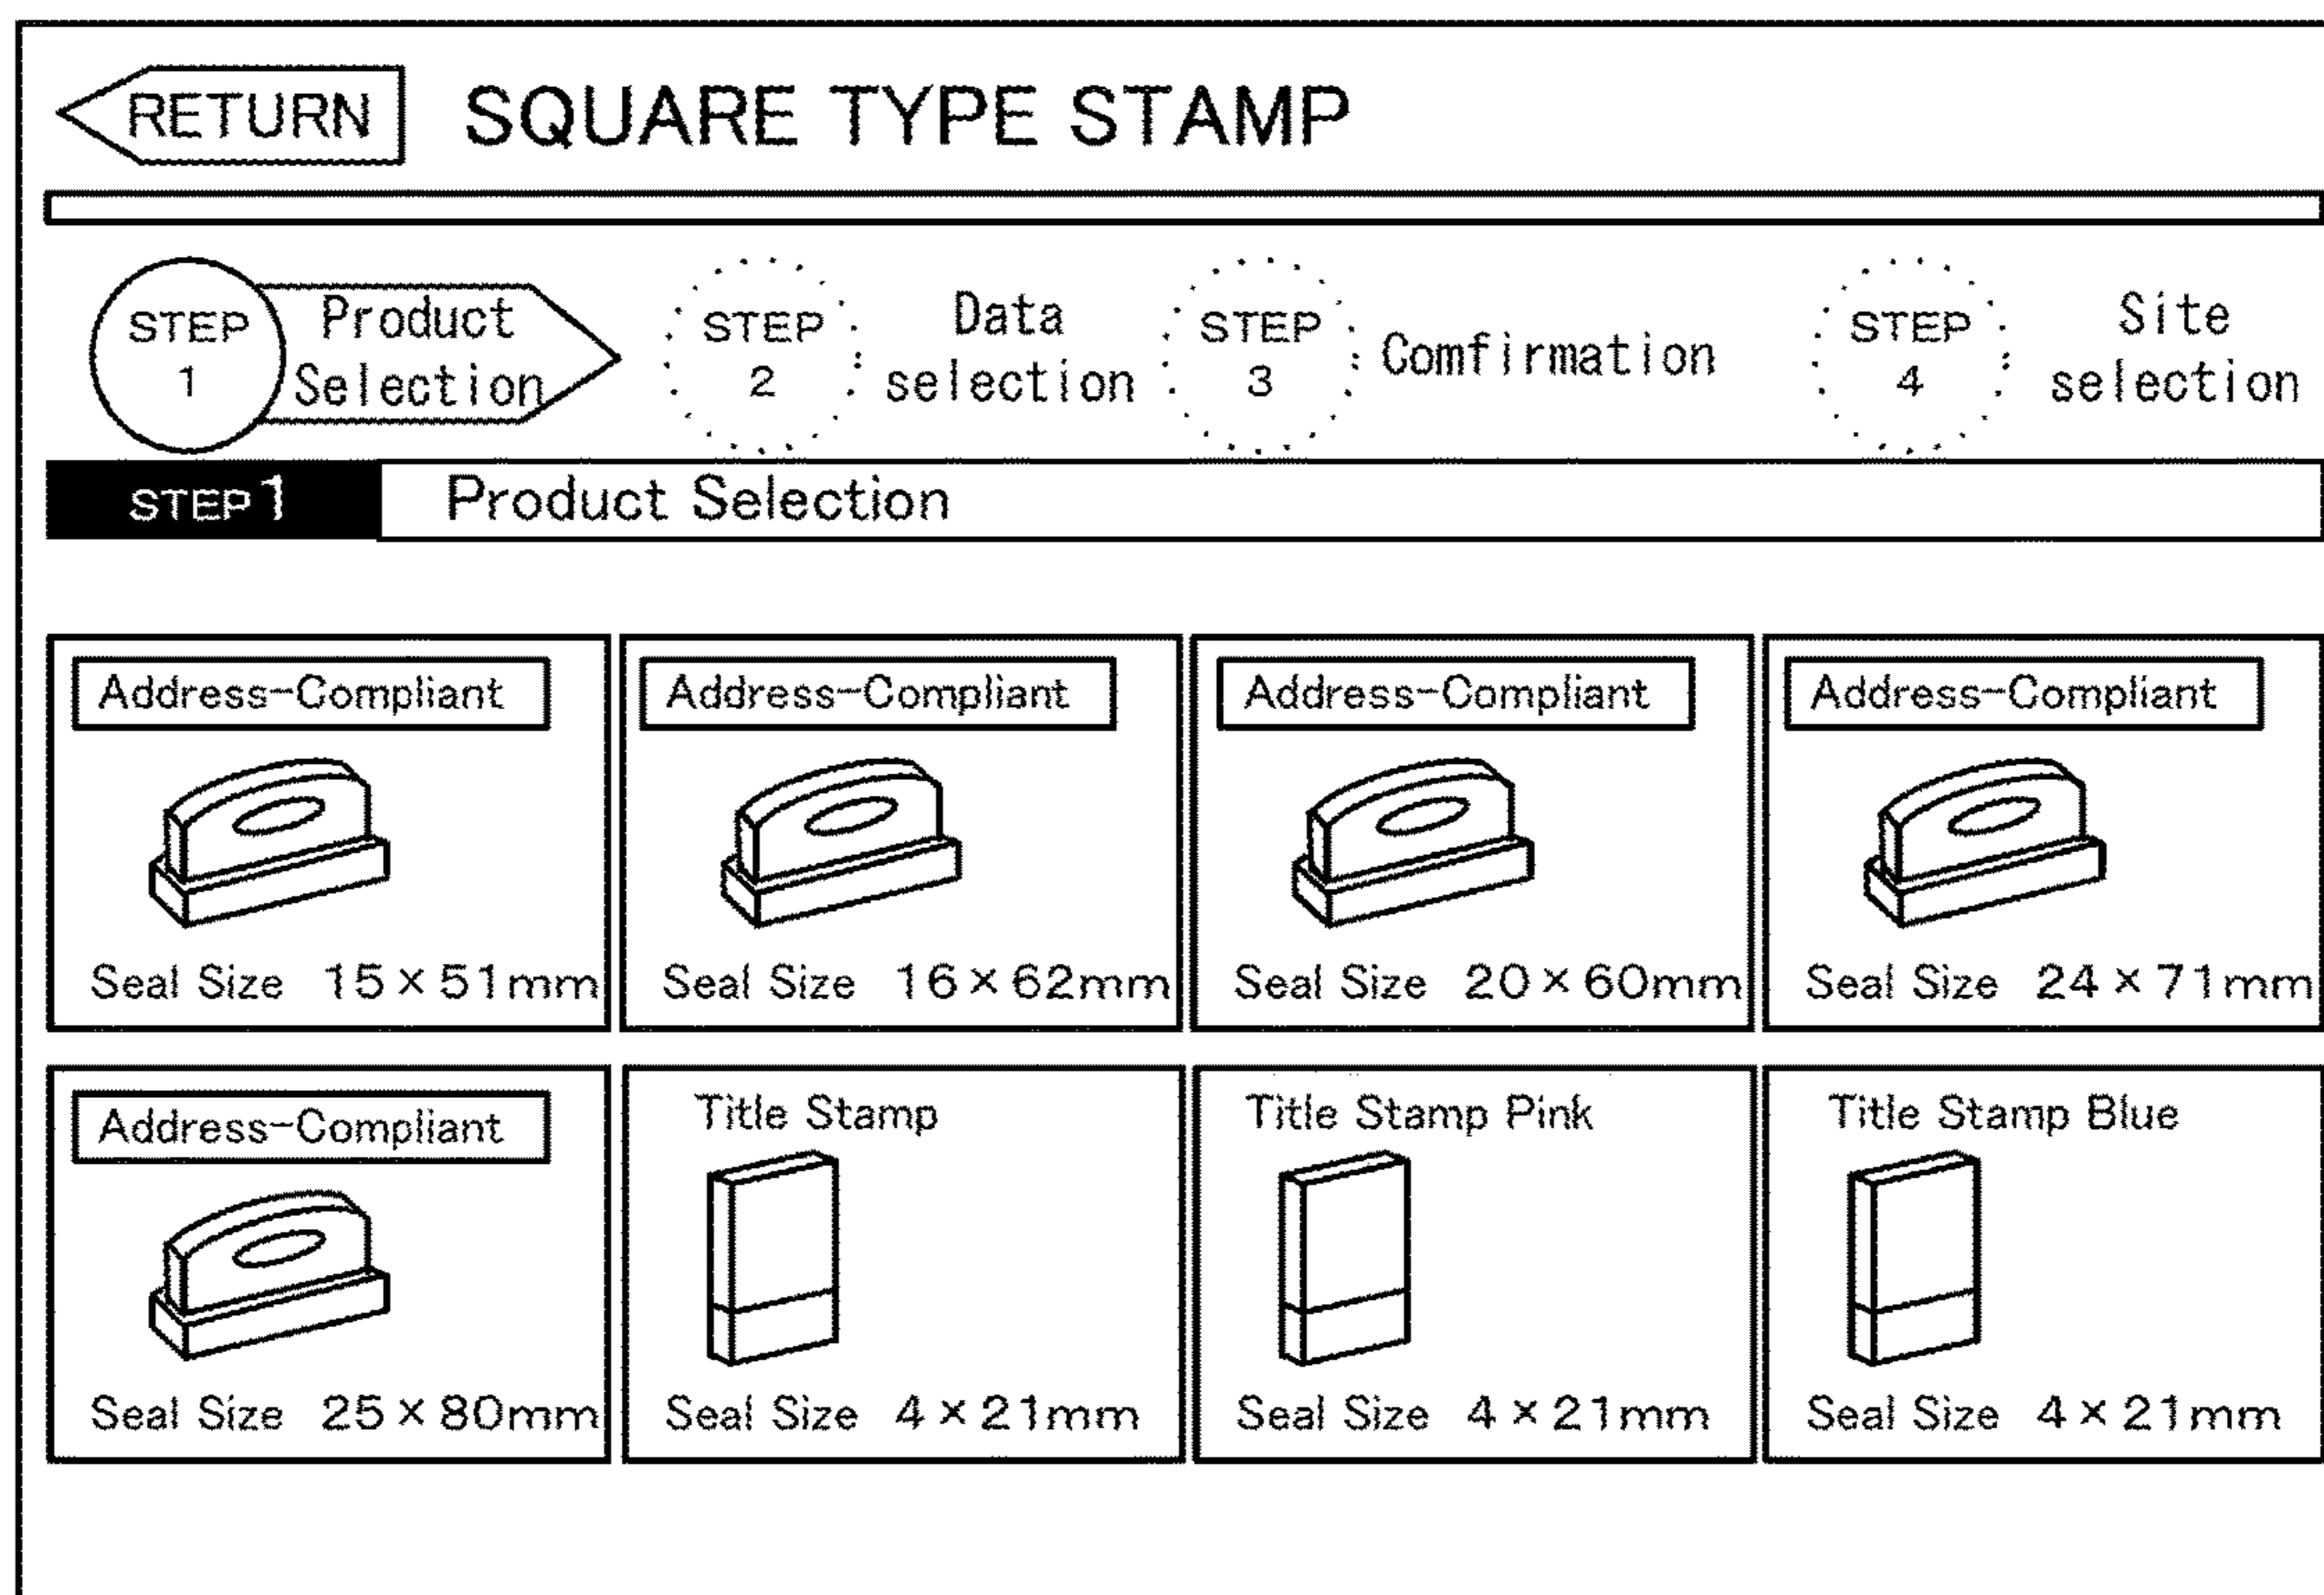 RETURN
SQUARE TYPE STAMP
STEP
1
Product
Selection
STEP
2
Data
selection
STEP
3
Comfirmation
STEP
4
Site
selection
STEP 1
Product Selection
Address-Compliant
Seal Size 15×51mm
Address-Compliant
Seal Size 16×62mm
Address-Compliant
Seal Size 20×60mm
Address-Compliant
Seal Size 24×71mm
Address-Compliant
Seal Size 25×80mm
Title Stamp
Seal Size 4×21mm
Title Stamp Pink
Seal Size 4×21mm
Title Stamp Blue
Seal Size 4×21mm